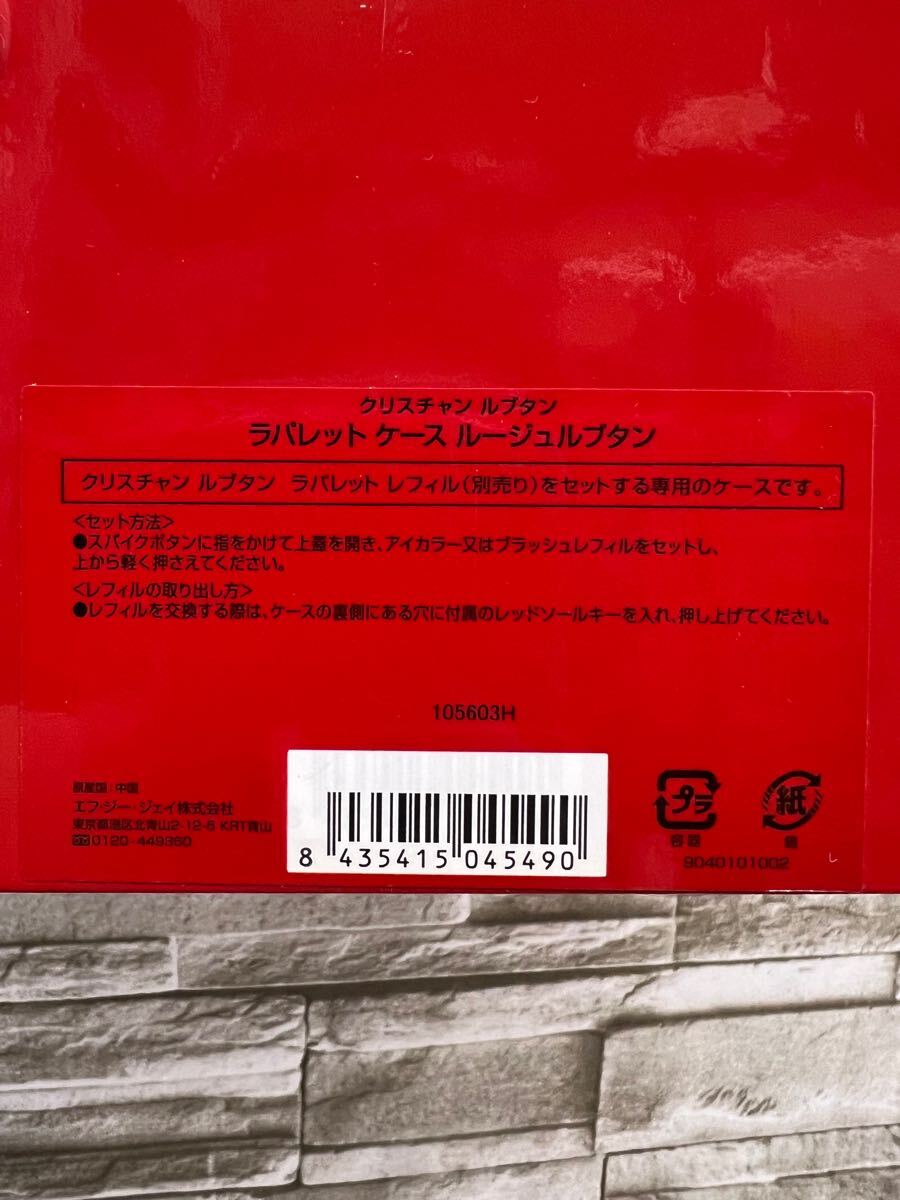 クリスチャン ルブタン
ラパレット ケース ルージュルブタン
クリスチャン ルブタン ラパレット レフィル(別売り)をセットする専用のケースです。
<セット方法>
●スパイクボタンに指をかけて上蓋を開き、アイカラー又はブラッシュレフィルをセットし、
上から軽く押さえてください。
<レフィルの取り出し方>
●レフィルを交換する際は、ケースの裏側にある穴に付属のレッドソールキーを入れ、押し上げてください。
105603H
原産国 中国
エフ・ジー・ジェイ株式会社
東京都港区北青山2-12-5 KRT青山
0120-449360
8 435415 045490
プラ
容器
紙
箱
9040101002